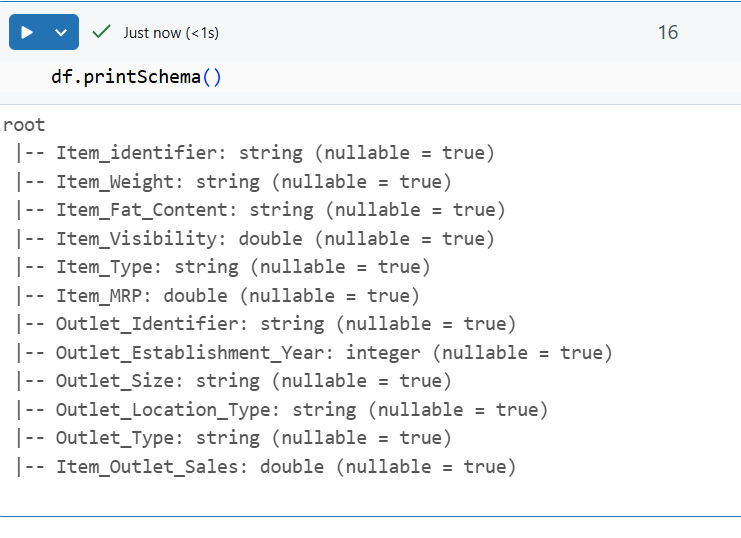 Just now (<1s)
16
df.printSchema()
root
 |-- Item_identifier: string (nullable = true)
 |-- Item_Weight: string (nullable = true)
 |-- Item_Fat_Content: string (nullable = true)
 |-- Item_Visibility: double (nullable = true)
 |-- Item_Type: string (nullable = true)
 |-- Item_MRP: double (nullable = true)
 |-- Outlet_Identifier: string (nullable = true)
 |-- Outlet_Establishment_Year: integer (nullable = true)
 |-- Outlet_Size: string (nullable = true)
 |-- Outlet_Location_Type: string (nullable = true)
 |-- Outlet_Type: string (nullable = true)
 |-- Item_Outlet_Sales: double (nullable = true)